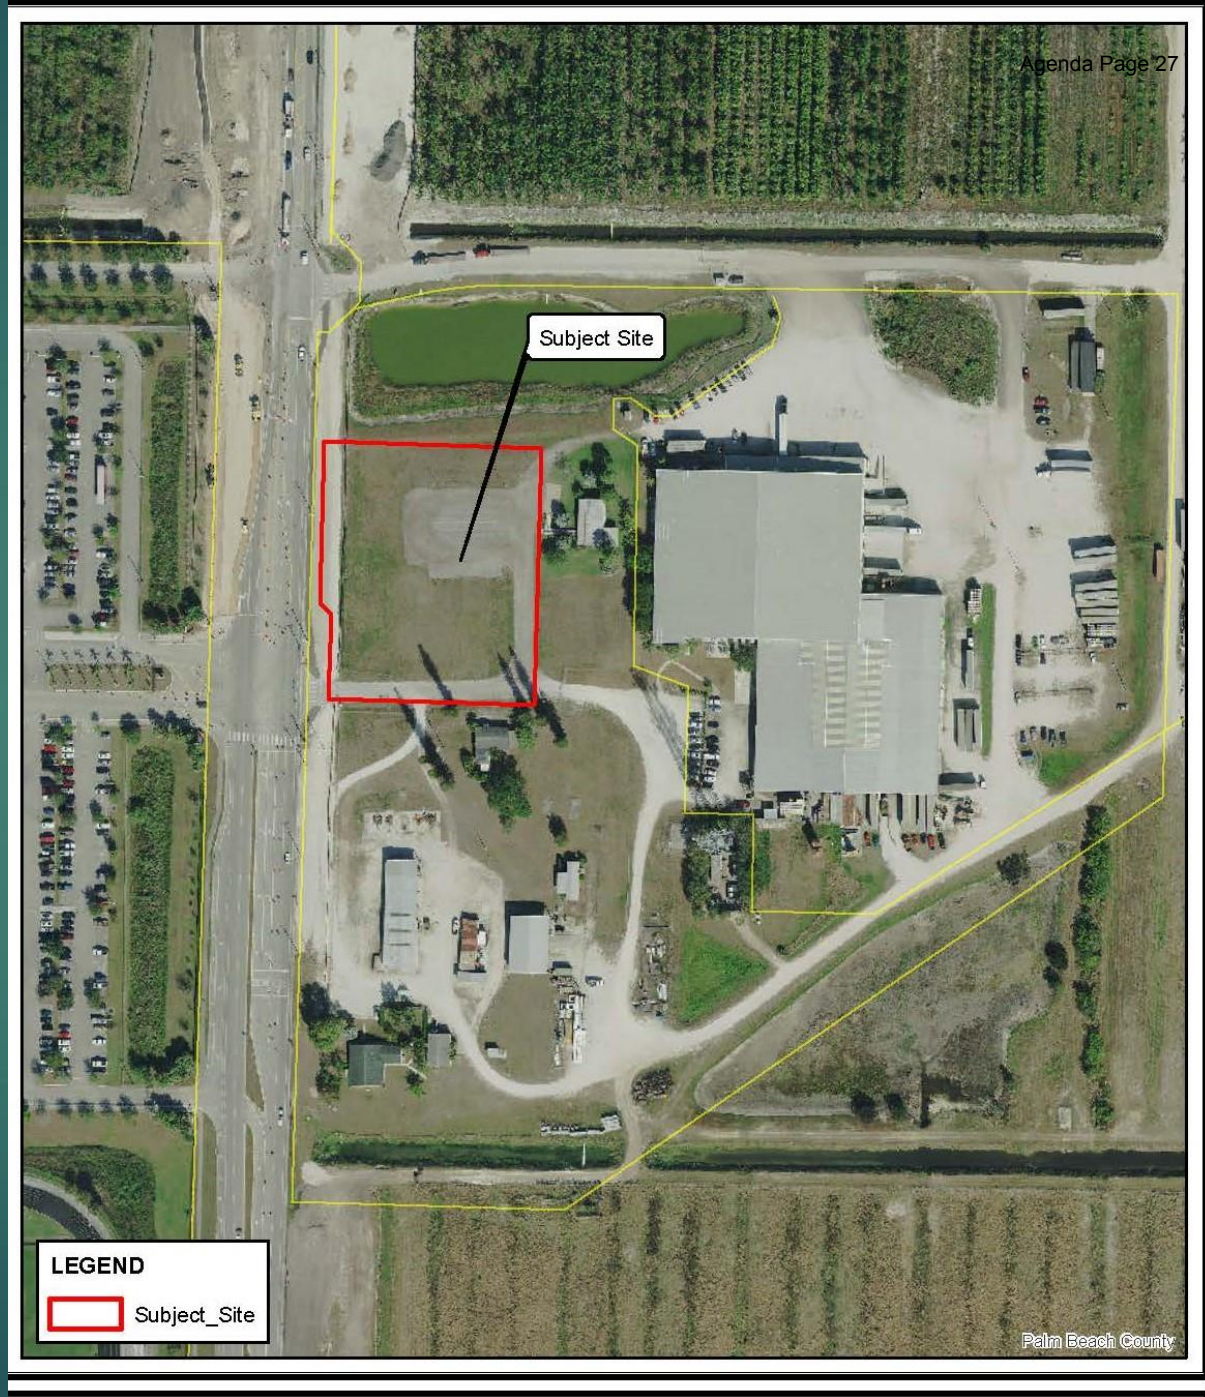 Agenda Page 27
Subject Site
LEGEND
Subject_Site
Palm Beach County